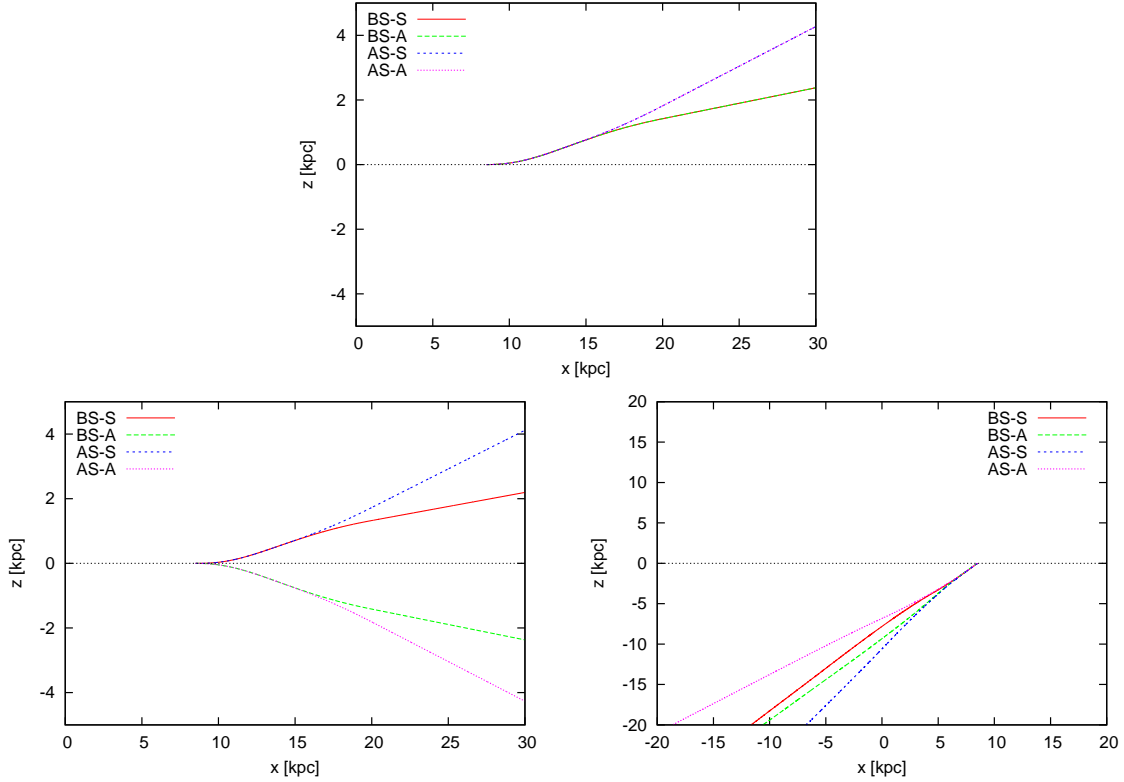 BS-S
BS-A
AS-S
AS-A
4
2
0
-2
-4
z [kpc]
0 5 10 15 20 25 30
x [kpc]
BS-S
BS-A
AS-S
AS-A
4
2
0
-2
-4
z [kpc]
0 5 10 15 20 25 30
x [kpc]
BS-S
BS-A
AS-S
AS-A
20
15
10
5
0
-5
-10
-15
-20
z [kpc]
-20 -15 -10 -5 0 5 10 15 20
x [kpc]